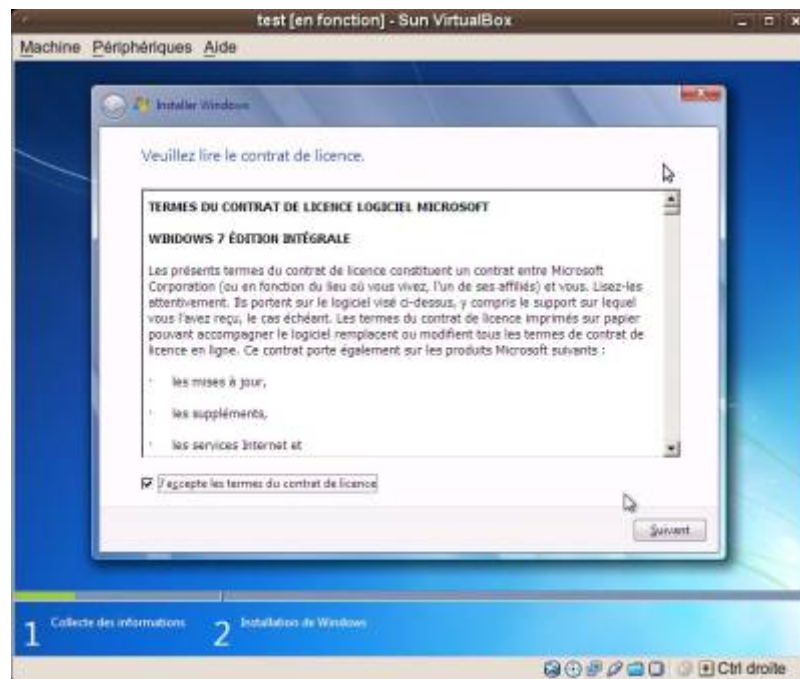 test [en fonction] - Sun VirtualBox
Machine Périphériques Aide
Installer Windows
Veuillez lire le contrat de licence.
TERMES DU CONTRAT DE LICENCE LOGICIEL MICROSOFT
WINDOWS 7 ÉDITION INTÉGRALE
Les présents termes du contrat de licence constituent un contrat entre Microsoft
Corporation (ou en fonction du lieu où vous vivez, l'un de ses affiliés) et vous. Lisez-les
attentivement. Ils portent sur le logiciel visé ci-dessus, y compris le support sur lequel
vous l'avez reçu, le cas échéant. Les termes du contrat de licence imprimés sur papier
pouvant accompagner le logiciel remplacent ou modifient tous les termes de contrat de
licence en ligne. Ce contrat porte également sur les produits Microsoft suivants :
· les mises à jour,
· les suppléments,
· les services Internet et
J'accepte les termes du contrat de licence
Suivant
1 Collecte des informations 2 Installation de Windows
Ctrl droite